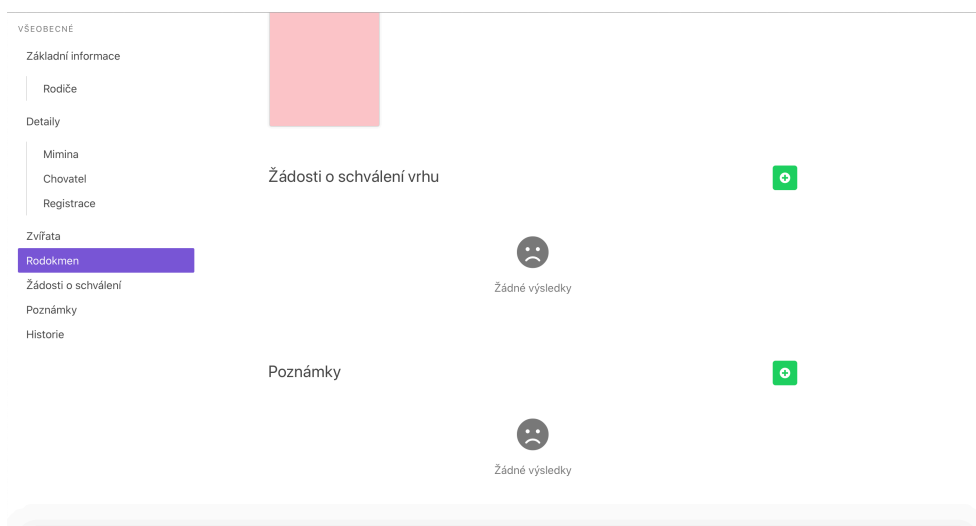 VŠEOBECNÉ
Základní informace
Rodiče
Detaily
Mimina
Chovatel
Registrace
Zvířata
Rodokmen
Žádosti o schválení
Poznámky
Historie
Žádosti o schválení vrhu
Žádné výsledky
Poznámky
Žádné výsledky